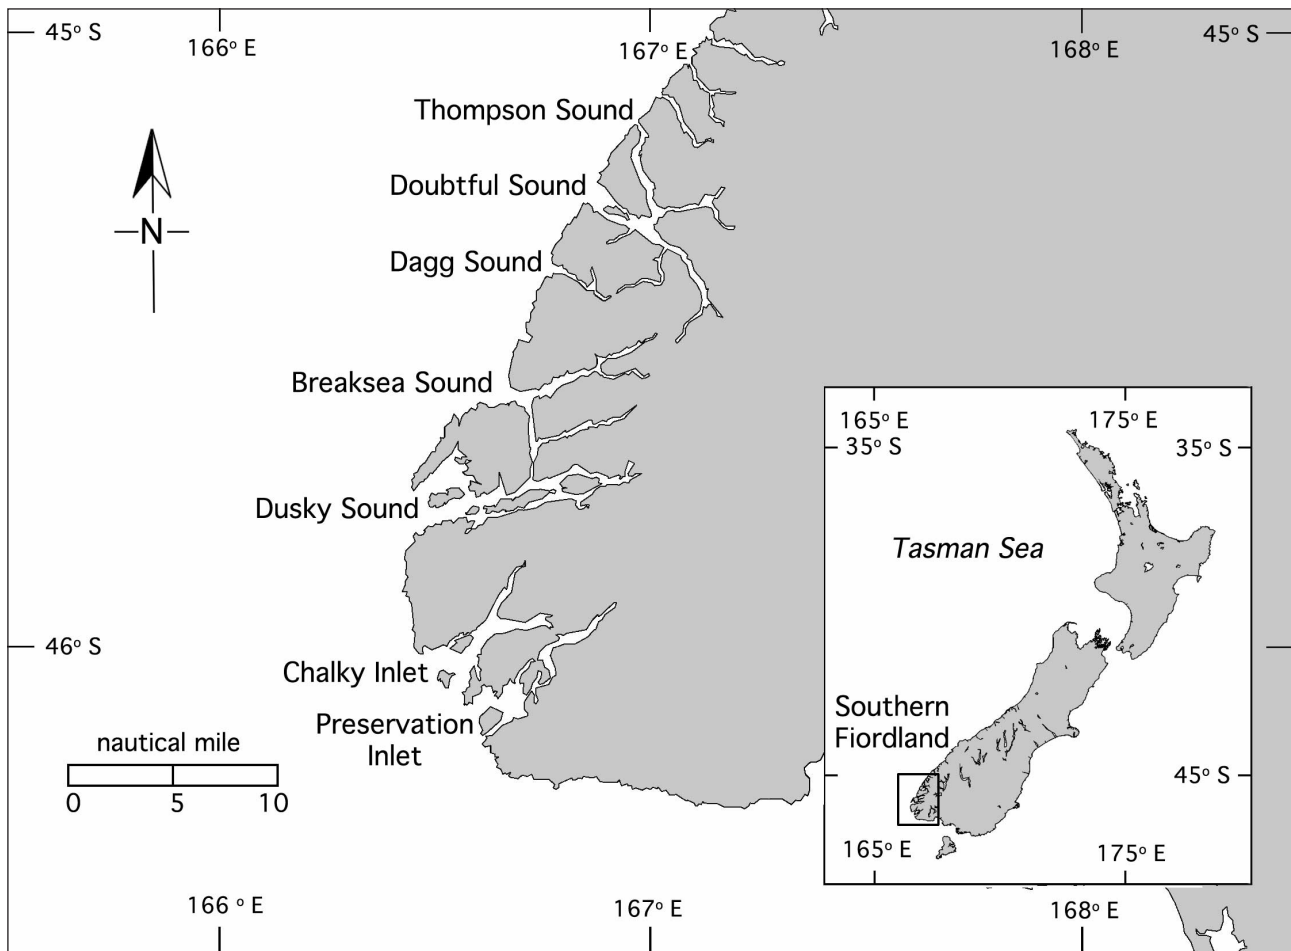 45° S
166° E
167° E
168° E
45° S
Thompson Sound
Doubtful Sound
N
Dagg Sound
Breaksea Sound
Dusky Sound
46° S
Chalky Inlet
Preservation
Inlet
nautical mile
0 5 10
166 ° E
167° E
168° E
165° E
175° E
35° S
35° S
Tasman Sea
Southern
Fiordland
45° S
165° E
175° E